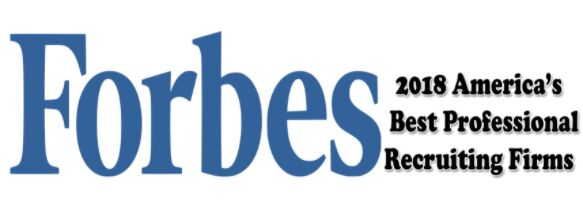 Forbes
2018 America's
Best Professional
Recruiting Firms